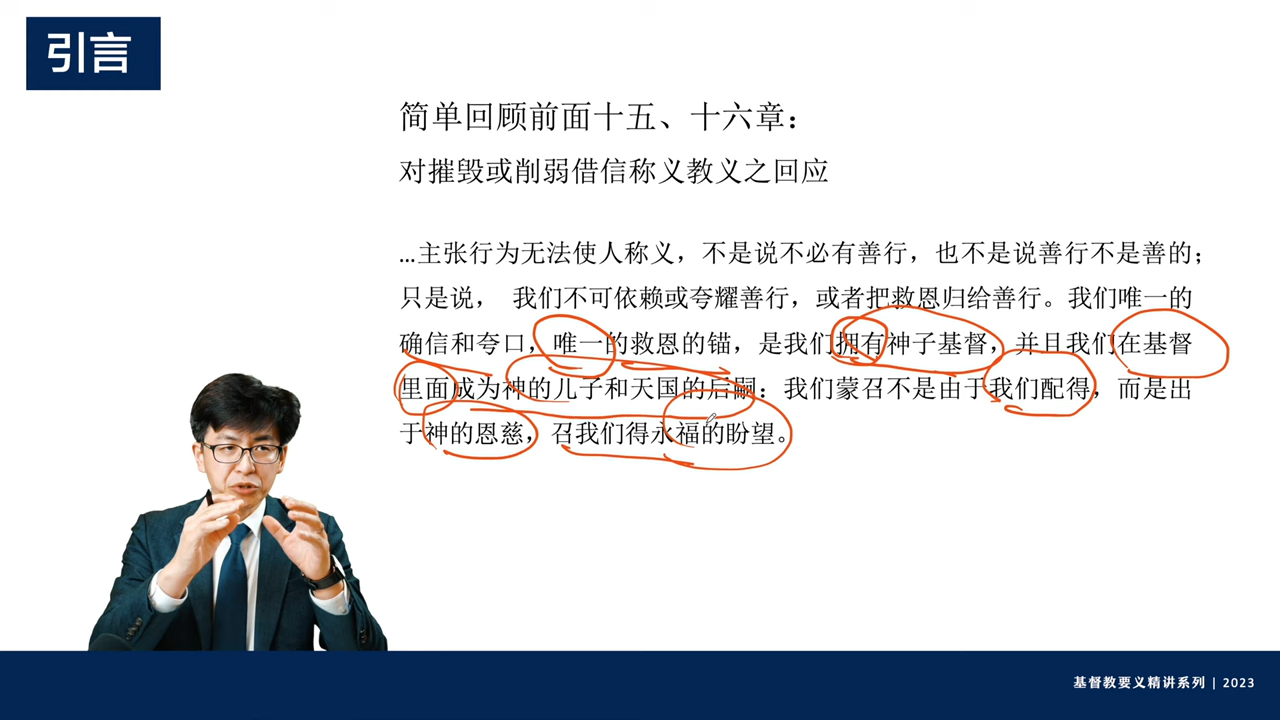 引言
简单回顾前面十五、十六章：
对摧毁或削弱借信称义教义之回应
...主张行为无法使人称义，不是说不必有善行，也不是说善行不是善的；
只是说， 我们不可依赖或夸耀善行，或者把救恩归给善行。我们唯一的
确信和夸口，唯一的救恩的锚，是我们拥有神子基督，并且我们在基督
里面成为神的儿子和天国的后嗣：我们蒙召不是由于我们配得，而是出
于神的恩慈，召我们得永福的盼望。
基督教要义精讲系列 | 2023